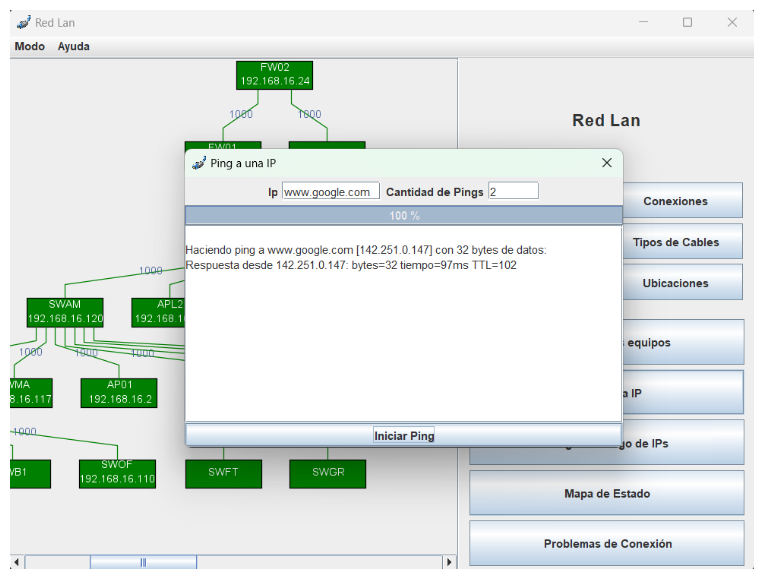 Red Lan
Modo Ayuda
FW02
192.168.16.24
1000 1000
FW01
Red Lan
Ping a una IP
Ip www.google.com Cantidad de Pings 2
100 %
Haciendo ping a www.google.com [142.251.0.147] con 32 bytes de datos:
Respuesta desde 142.251.0.147: bytes=32 tiempo=97ms TTL=102
Iniciar Ping
Conexiones
Tipos de Cables
Ubicaciones
equipos
a IP
go de IPs
Mapa de Estado
Problemas de Conexión
1000
SWAM
192.168.16.120
APL2
192.168.1
1000 1000 1000
WMA
8.16.117
AP01
192.168.16.2
1000
WB1
SWOF
192.168.16.110
SWFT
SWGR